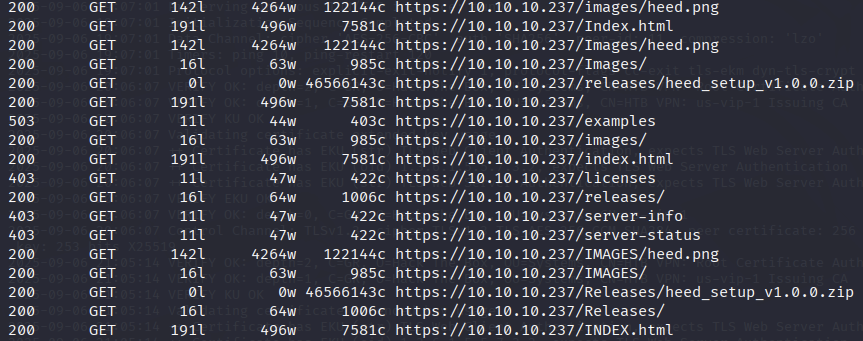 200 GET 142l 4264w 122144c https://10.10.10.237/images/heed.png
200 GET 191l 496w 7581c https://10.10.10.237/Index.html
200 GET 142l 4264w 122144c https://10.10.10.237/Images/heed.png
200 GET 16l 63w 985c https://10.10.10.237/Images/
200 GET 0l 0w 46566143c https://10.10.10.237/releases/heed_setup_v1.0.0.zip
200 GET 191l 496w 7581c https://10.10.10.237/
503 GET 11l 44w 403c https://10.10.10.237/examples
200 GET 16l 63w 985c https://10.10.10.237/images/
200 GET 191l 496w 7581c https://10.10.10.237/index.html
403 GET 11l 47w 422c https://10.10.10.237/licenses
200 GET 16l 64w 1006c https://10.10.10.237/releases/
403 GET 11l 47w 422c https://10.10.10.237/server-info
403 GET 11l 47w 422c https://10.10.10.237/server-status
200 GET 142l 4264w 122144c https://10.10.10.237/IMAGES/heed.png
200 GET 16l 63w 985c https://10.10.10.237/IMAGES/
200 GET 0l 0w 46566143c https://10.10.10.237/Releases/heed_setup_v1.0.0.zip
200 GET 16l 64w 1006c https://10.10.10.237/Releases/
200 GET 191l 496w 7581c https://10.10.10.237/INDEX.html